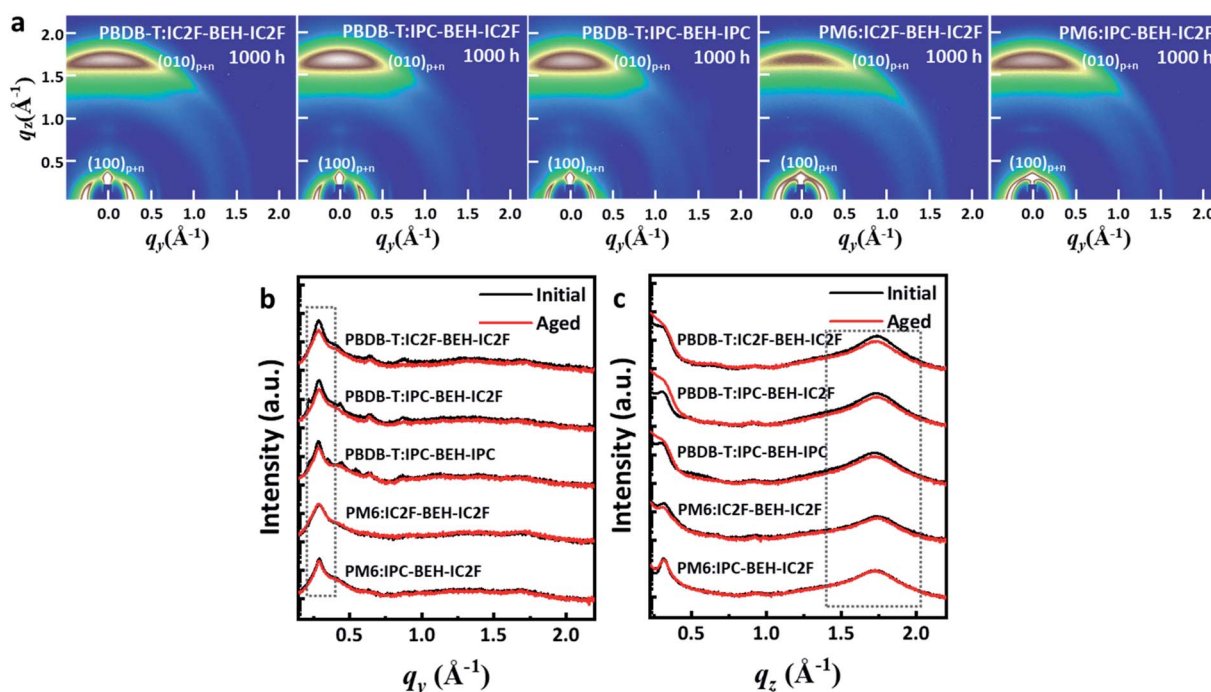 a
PBDB-T:IC2F-BEH-IC2F
1000 h
(010)p+n
(100)p+n
PBDB-T:IPC-BEH-IC2F
1000 h
(010)p+n
(100)p+n
PBDB-T:IPC-BEH-IPC
1000 h
(010)p+n
(100)p+n
PM6:IC2F-BEH-IC2F
1000 h
(010)p+n
(100)p+n
PM6:IPC-BEH-IC2F
1000 h
(010)p+n
(100)p+n
2.0
1.5
1.0
0.5
qz(Å-1)
0.0 0.5 1.0 1.5 2.0
0.0 0.5 1.0 1.5 2.0
0.0 0.5 1.0 1.5 2.0
0.0 0.5 1.0 1.5 2.0
0.0 0.5 1.0 1.5 2.0
qy(Å-1)
qy(Å-1)
qy(Å-1)
qy(Å-1)
qy(Å-1)
b
Initial
Aged
PBDB-T:IC2F-BEH-IC2F
PBDB-T:IPC-BEH-IC2F
PBDB-T:IPC-BEH-IPC
PM6:IC2F-BEH-IC2F
PM6:IPC-BEH-IC2F
Intensity (a.u.)
0.5 1.0 1.5 2.0
qy (Å-1)
c
Initial
Aged
PBDB-T:IC2F-BEH-IC2F
PBDB-T:IPC-BEH-IC2F
PBDB-T:IPC-BEH-IPC
PM6:IC2F-BEH-IC2F
PM6:IPC-BEH-IC2F
Intensity (a.u.)
0.5 1.0 1.5 2.0
qz (Å-1)